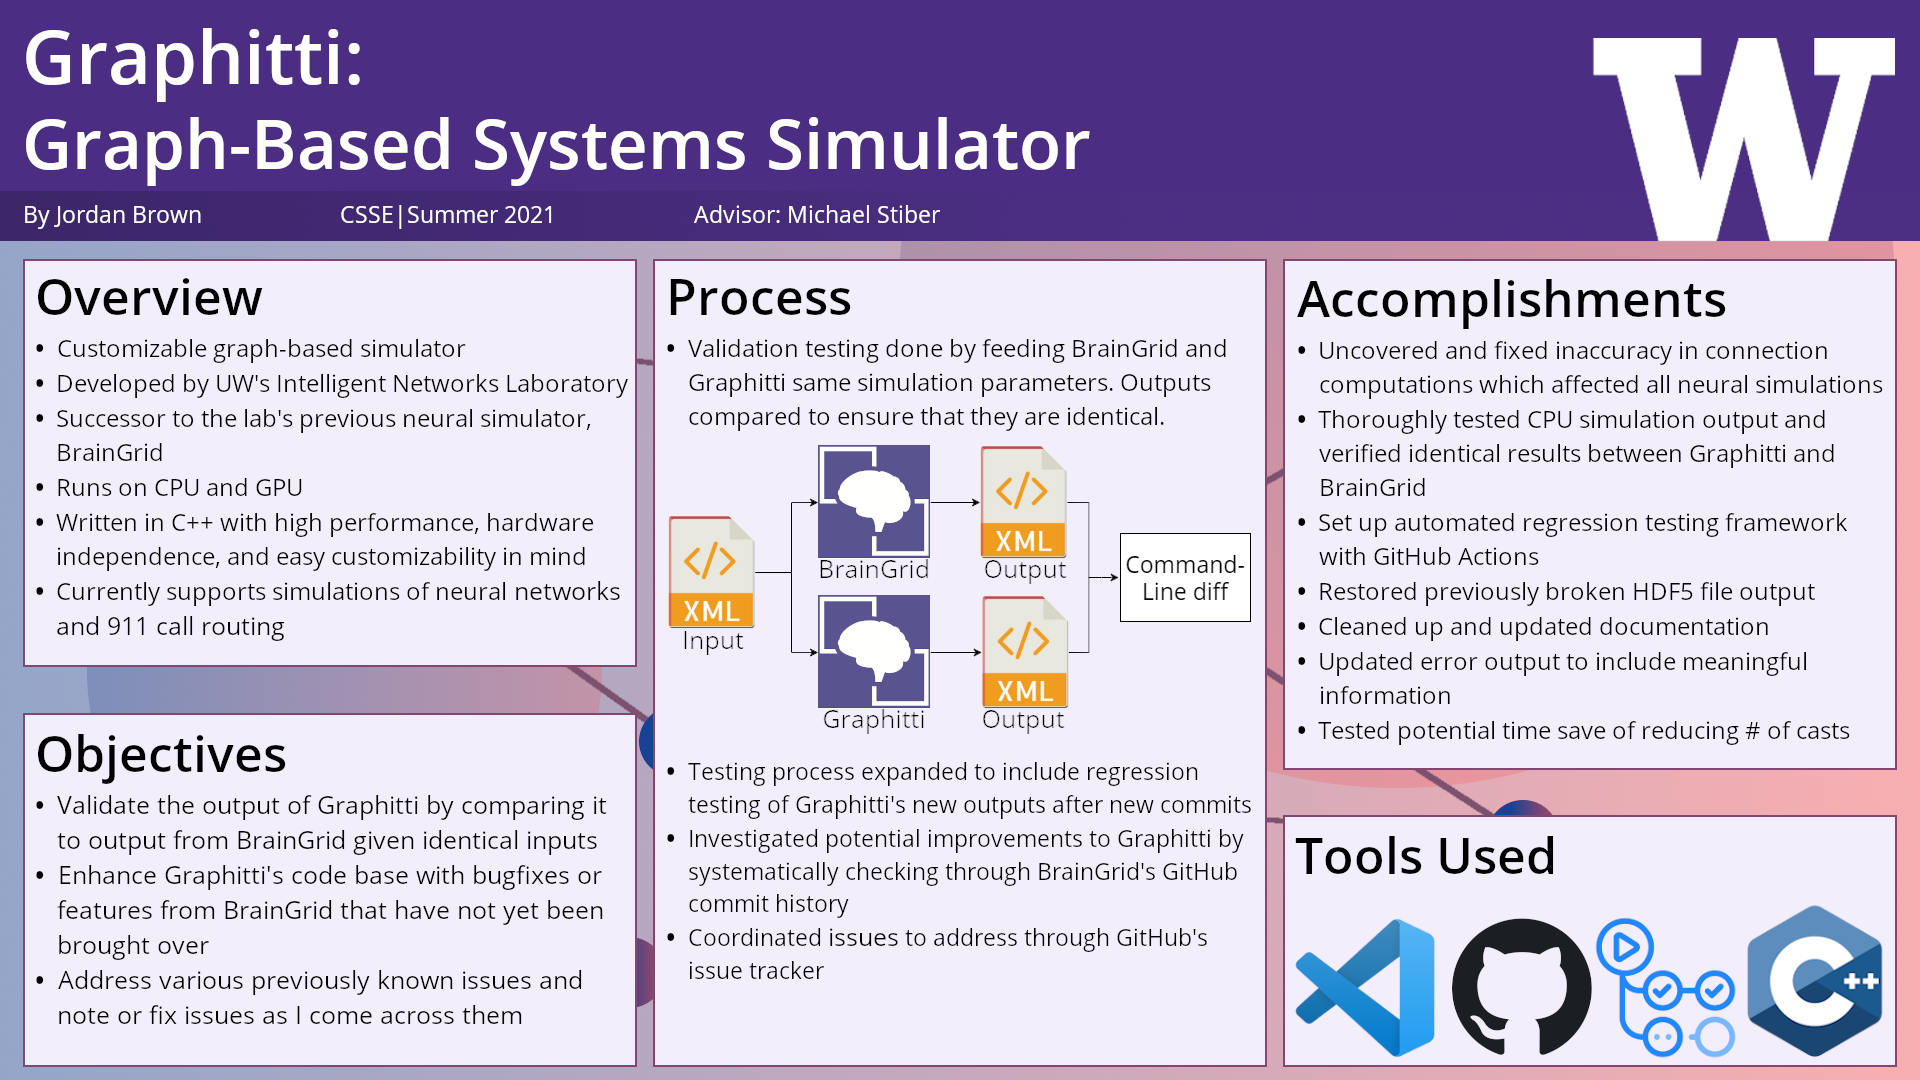 Graphitti:
Graph-Based Systems Simulator
W
By Jordan Brown
CSSE|Summer 2021
Advisor: Michael Stiber
Overview
• Customizable graph-based simulator
• Developed by UW's Intelligent Networks Laboratory
• Successor to the lab's previous neural simulator,
BrainGrid
• Runs on CPU and GPU
• Written in C++ with high performance, hardware
independence, and easy customizability in mind
• Currently supports simulations of neural networks
and 911 call routing
Objectives
• Validate the output of Graphitti by comparing it
to output from BrainGrid given identical inputs
• Enhance Graphitti's code base with bugfixes or
features from BrainGrid that have not yet been
brought over
• Address various previously known issues and
note or fix issues as I come across them
Process
• Validation testing done by feeding BrainGrid and
Graphitti same simulation parameters. Outputs
compared to ensure that they are identical.
</>
XML
Input
BrainGrid
</>
XML
Output
Graphitti
</>
XML
Output
Command-
Line diff
• Testing process expanded to include regression
testing of Graphitti's new outputs after new commits
• Investigated potential improvements to Graphitti by
systematically checking through BrainGrid's GitHub
commit history
• Coordinated issues to address through GitHub's
issue tracker
Accomplishments
• Uncovered and fixed inaccuracy in connection
computations which affected all neural simulations
• Thoroughly tested CPU simulation output and
verified identical results between Graphitti and
BrainGrid
• Set up automated regression testing framework
with GitHub Actions
• Restored previously broken HDF5 file output
• Cleaned up and updated documentation
• Updated error output to include meaningful
information
• Tested potential time save of reducing # of casts
Tools Used
C++